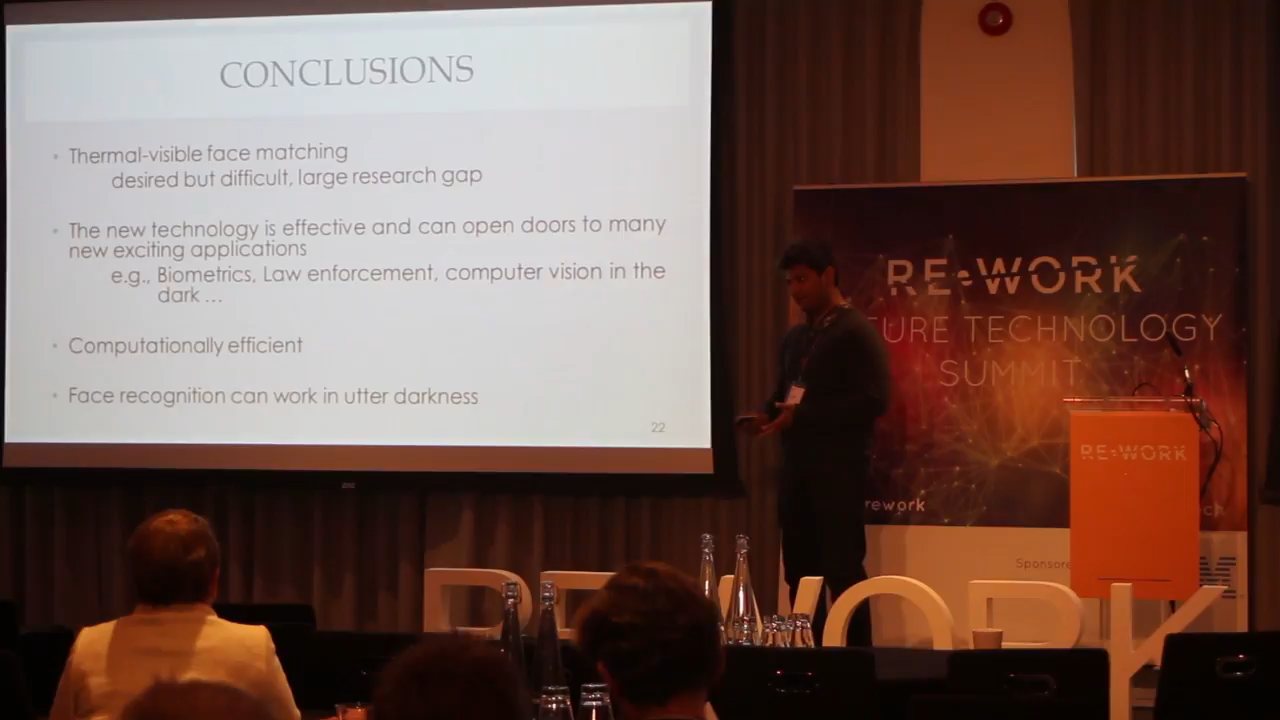 CONCLUSIONS
• Thermal-visible face matching
desired but difficult, large research gap
• The new technology is effective and can open doors to many
new exciting applications
e.g., Biometrics, Law enforcement, computer vision in the
dark ...
• Computationally efficient
• Face recognition can work in utter darkness
22
RE•WORK
TURE TECHNOLOGY
SUMMIT
RE•WORK
rework
Sponsore